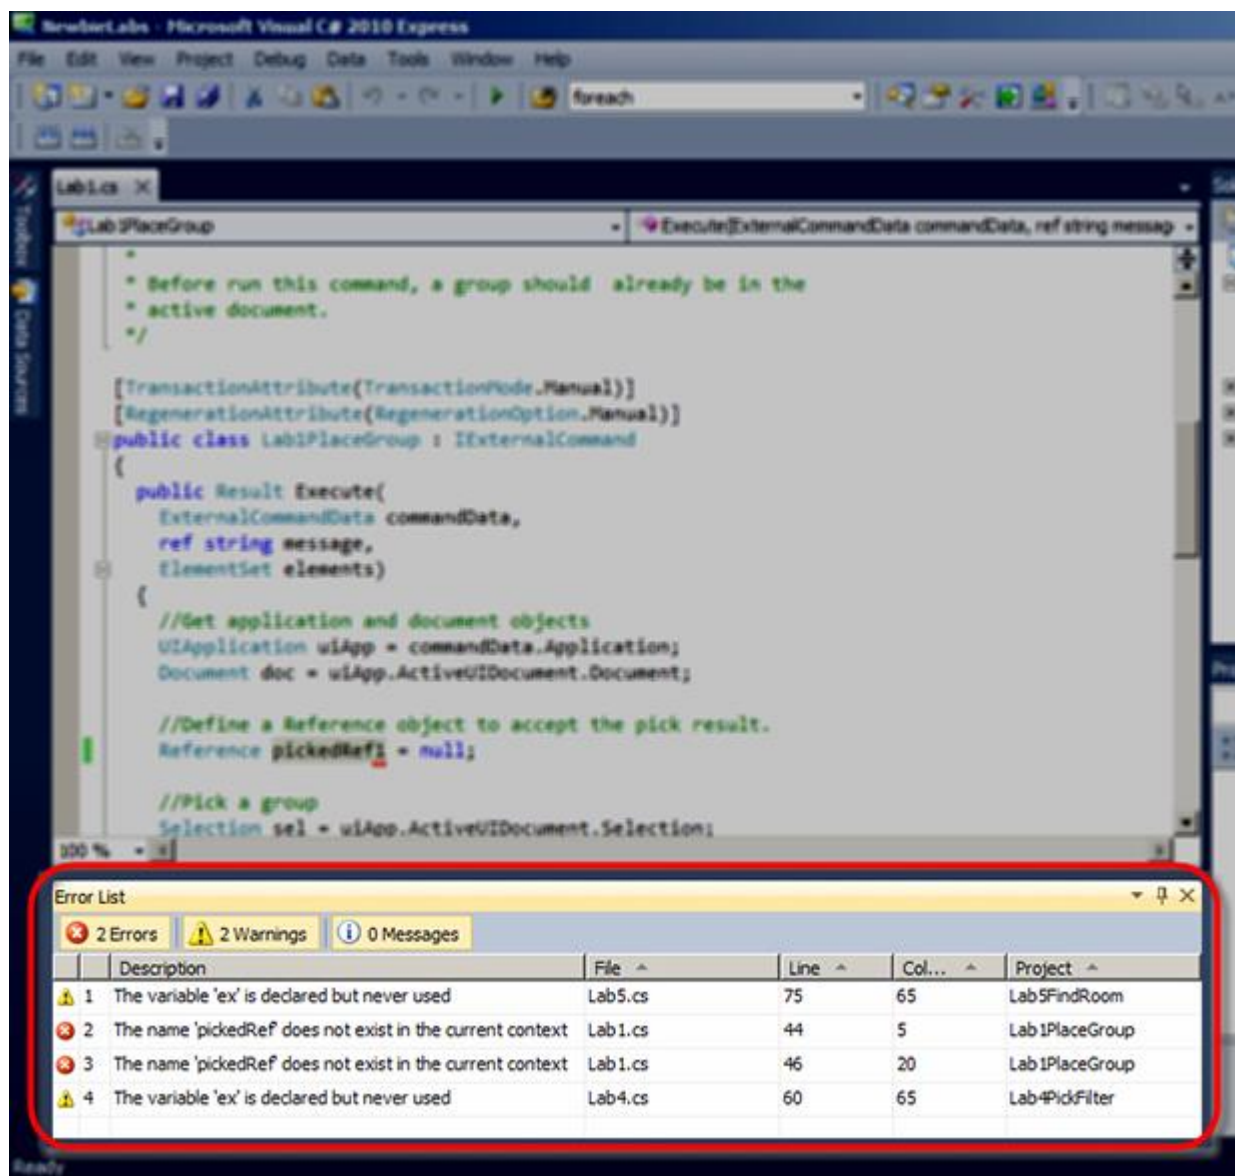 NewbieLabs - Microsoft Visual C# 2010 Express
File Edit View Project Debug Data Tools Window Help
foreach
Lab1.cs
Lab1PlaceGroup Execute(ExternalCommandData commandData, ref string messag
Toolbox
Data Sources
*
* Before run this command, a group should already be in the
* active document.
*/
[TransactionAttribute(TransactionMode.Manual)]
[RegenerationAttribute(RegenerationOption.Manual)]
public class Lab1PlaceGroup : IExternalCommand
{
public Result Execute(
ExternalCommandData commandData,
ref string message,
ElementSet elements)
{
//Get application and document objects
UIApplication uiApp = commandData.Application;
Document doc = uiApp.ActiveUIDocument.Document;
//Define a Reference object to accept the pick result.
Reference pickedRef1 = null;
//Pick a group
Selection sel = uiApp.ActiveUIDocument.Selection;
100 %
Error List
2 Errors 2 Warnings 0 Messages
Description File Line Col... Project
1 The variable 'ex' is declared but never used Lab5.cs 75 65 Lab5FindRoom
2 The name 'pickedRef' does not exist in the current context Lab1.cs 44 5 Lab1PlaceGroup
3 The name 'pickedRef' does not exist in the current context Lab1.cs 46 20 Lab1PlaceGroup
4 The variable 'ex' is declared but never used Lab4.cs 60 65 Lab4PickFilter
Ready